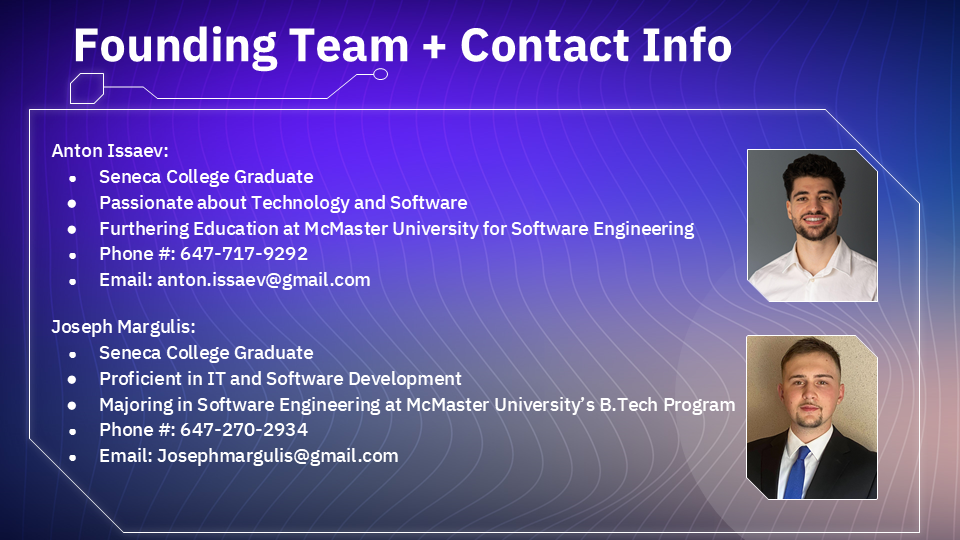 Founding Team + Contact Info
Anton Issaev:
● Seneca College Graduate
● Passionate about Technology and Software
● Furthering Education at McMaster University for Software Engineering
● Phone #: 647-717-9292
● Email: anton.issaev@gmail.com
Joseph Margulis:
● Seneca College Graduate
● Proficient in IT and Software Development
● Majoring in Software Engineering at McMaster University’s B.Tech Program
● Phone #: 647-270-2934
● Email: Josephmargulis@gmail.com